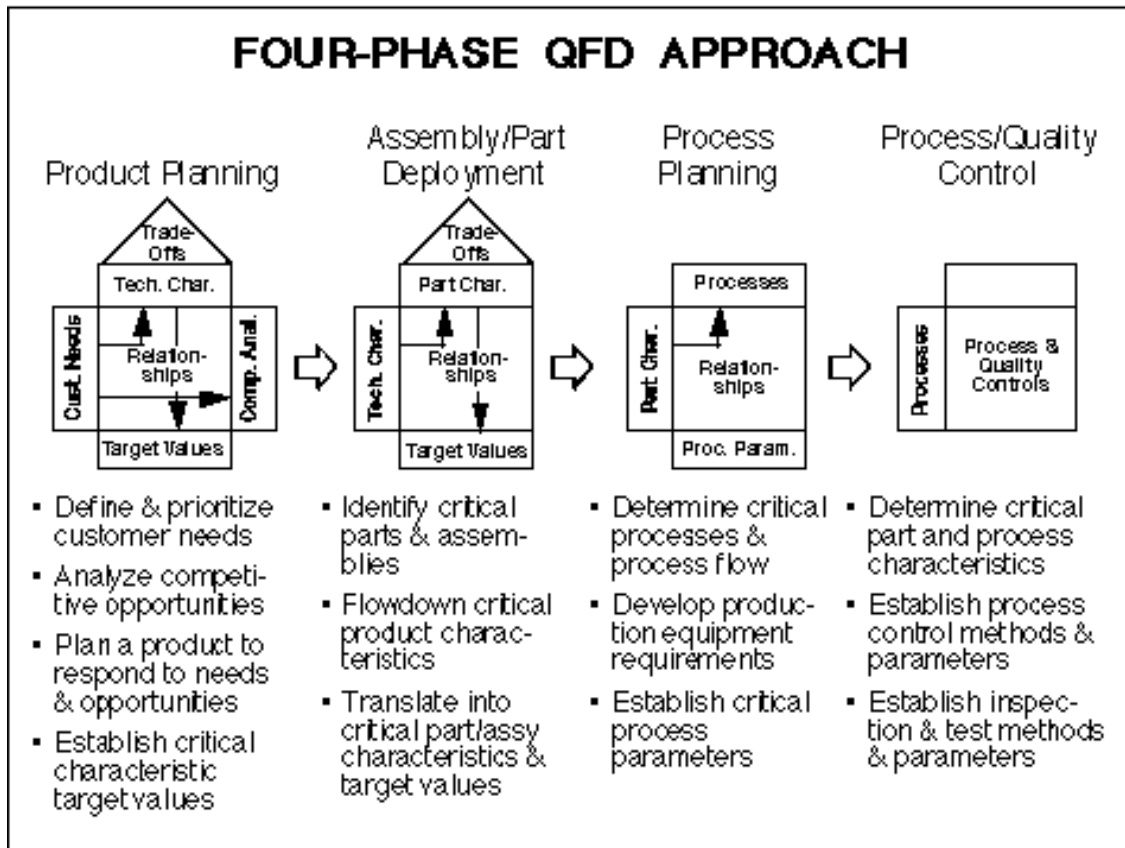 FOUR-PHASE QFD APPROACH
Product Planning
Assembly/Part
Deployment
Process
Planning
Process/Quality
Control
Trade-
Offs
Tech. Char.
Cust. Needs
Relation-
ships
Comp. Anal.
Target Values
Trade-
Offs
Part Char.
Tech. Char.
Relation-
ships
Target Values
Processes
Part Char.
Relation-
ships
Proc. Param.
Processes
Process &
Quality
Controls
▪ Define & prioritize
customer needs
▪ Analyze competi-
tive opportunities
▪ Plan a product to
respond to needs
& opportunities
▪ Establish critical
characteristic
target values
▪ Identify critical
parts & assem-
blies
▪ Flowdown critical
product charac-
teristics
▪ Translate into
critical part/assy
characteristics &
target values
▪ Determine critical
processes &
process flow
▪ Develop produc-
tion equipment
requirements
▪ Establish critical
process
parameters
▪ Determine critical
part and process
characteristics
▪ Establish process
control methods &
parameters
▪ Establish inspec-
tion & test methods
& parameters